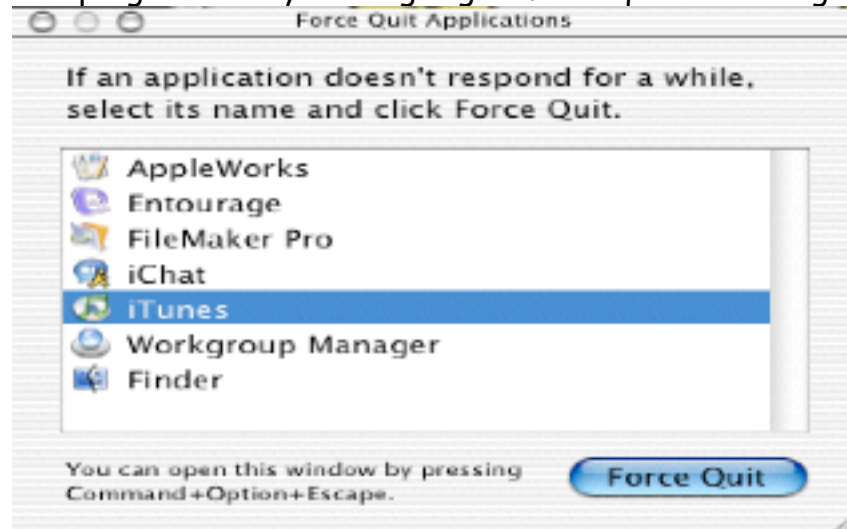 Force Quit Applications
If an application doesn't respond for a while,
select its name and click Force Quit.
AppleWorks
Entourage
FileMaker Pro
iChat
iTunes
Workgroup Manager
Finder
You can open this window by pressing
Command+Option+Escape.
Force Quit